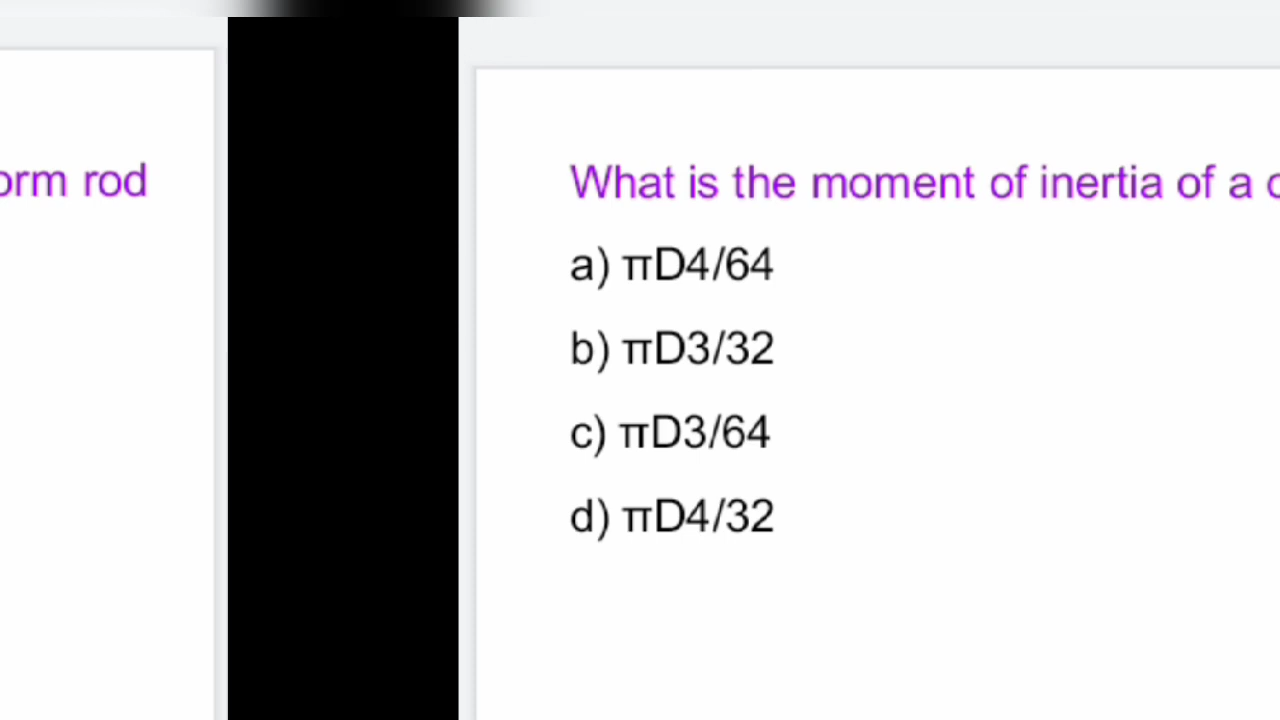 orm rod
What is the moment of inertia of a
a) πD4/64
b) πD3/32
c) πD3/64
d) πD4/32